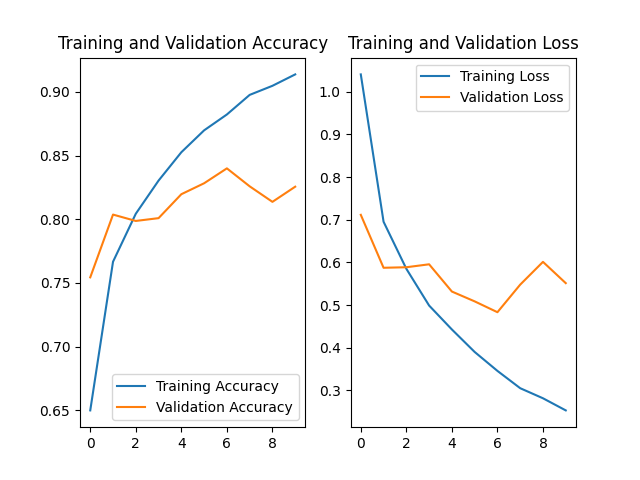 Training and Validation Accuracy
0.90
0.85
0.80
0.75
0.70
0.65
Training Accuracy
Validation Accuracy
0 2 4 6 8
Training and Validation Loss
Training Loss
Validation Loss
1.0
0.9
0.8
0.7
0.6
0.5
0.4
0.3
0 2 4 6 8